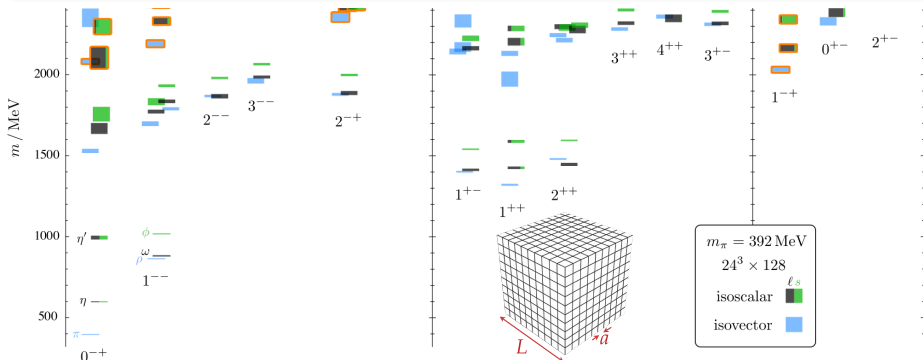 m / MeV
2000
1500
1000
500
η′
η
π
0⁻⁺
ϕ
ω
ρ
1⁻⁻
2⁻⁻
3⁻⁻
2⁻⁺
1⁺⁻
1⁺⁺
2⁺⁺
3⁺⁺
4⁺⁺
3⁺⁻
1⁻⁺
0⁺⁻
2⁺⁻
L
a
m_π = 392 MeV
24³ × 128
ℓ s
isoscalar
isovector